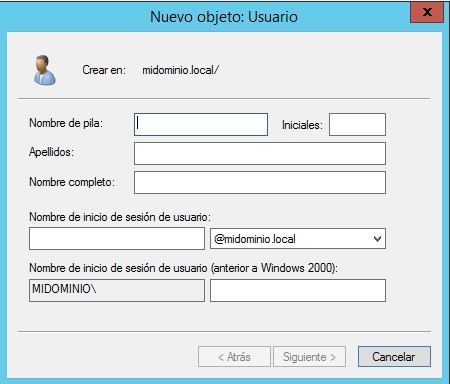 Nuevo objeto: Usuario
x
Crear en: midominio.local/
Nombre de pila: Iniciales:
Apellidos:
Nombre completo:
Nombre de inicio de sesión de usuario:
@midominio.local
Nombre de inicio de sesión de usuario (anterior a Windows 2000):
MIDOMINIO\
< Atrás Siguiente > Cancelar